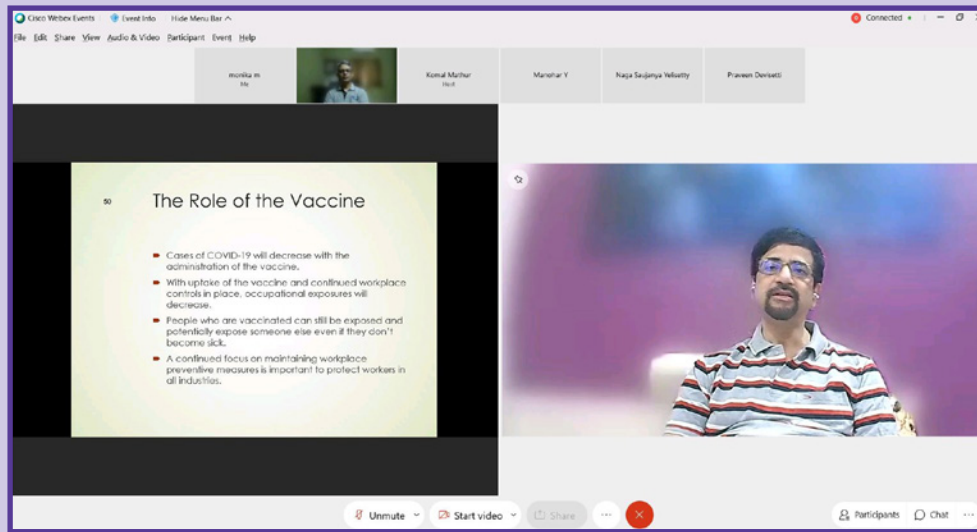 Cisco Webex Events
Event Info
Hide Menu Bar
Connected
File Edit Share View Audio & Video Participant Event Help
monika m
Me
Komal Mathur
Host
Manohar Y
Naga Saujanya Velisetty
Praveen Devisetti
50
The Role of the Vaccine
Cases of COVID-19 will decrease with the
administration of the vaccine.
With uptake of the vaccine and continued workplace
controls in place, occupational exposures will
decrease.
People who are vaccinated can still be exposed and
potentially expose someone else even if they don't
become sick.
A continued focus on maintaining workplace
preventive measures is important to protect workers in
all industries.
Unmute
Start video
Share
Participants
Chat